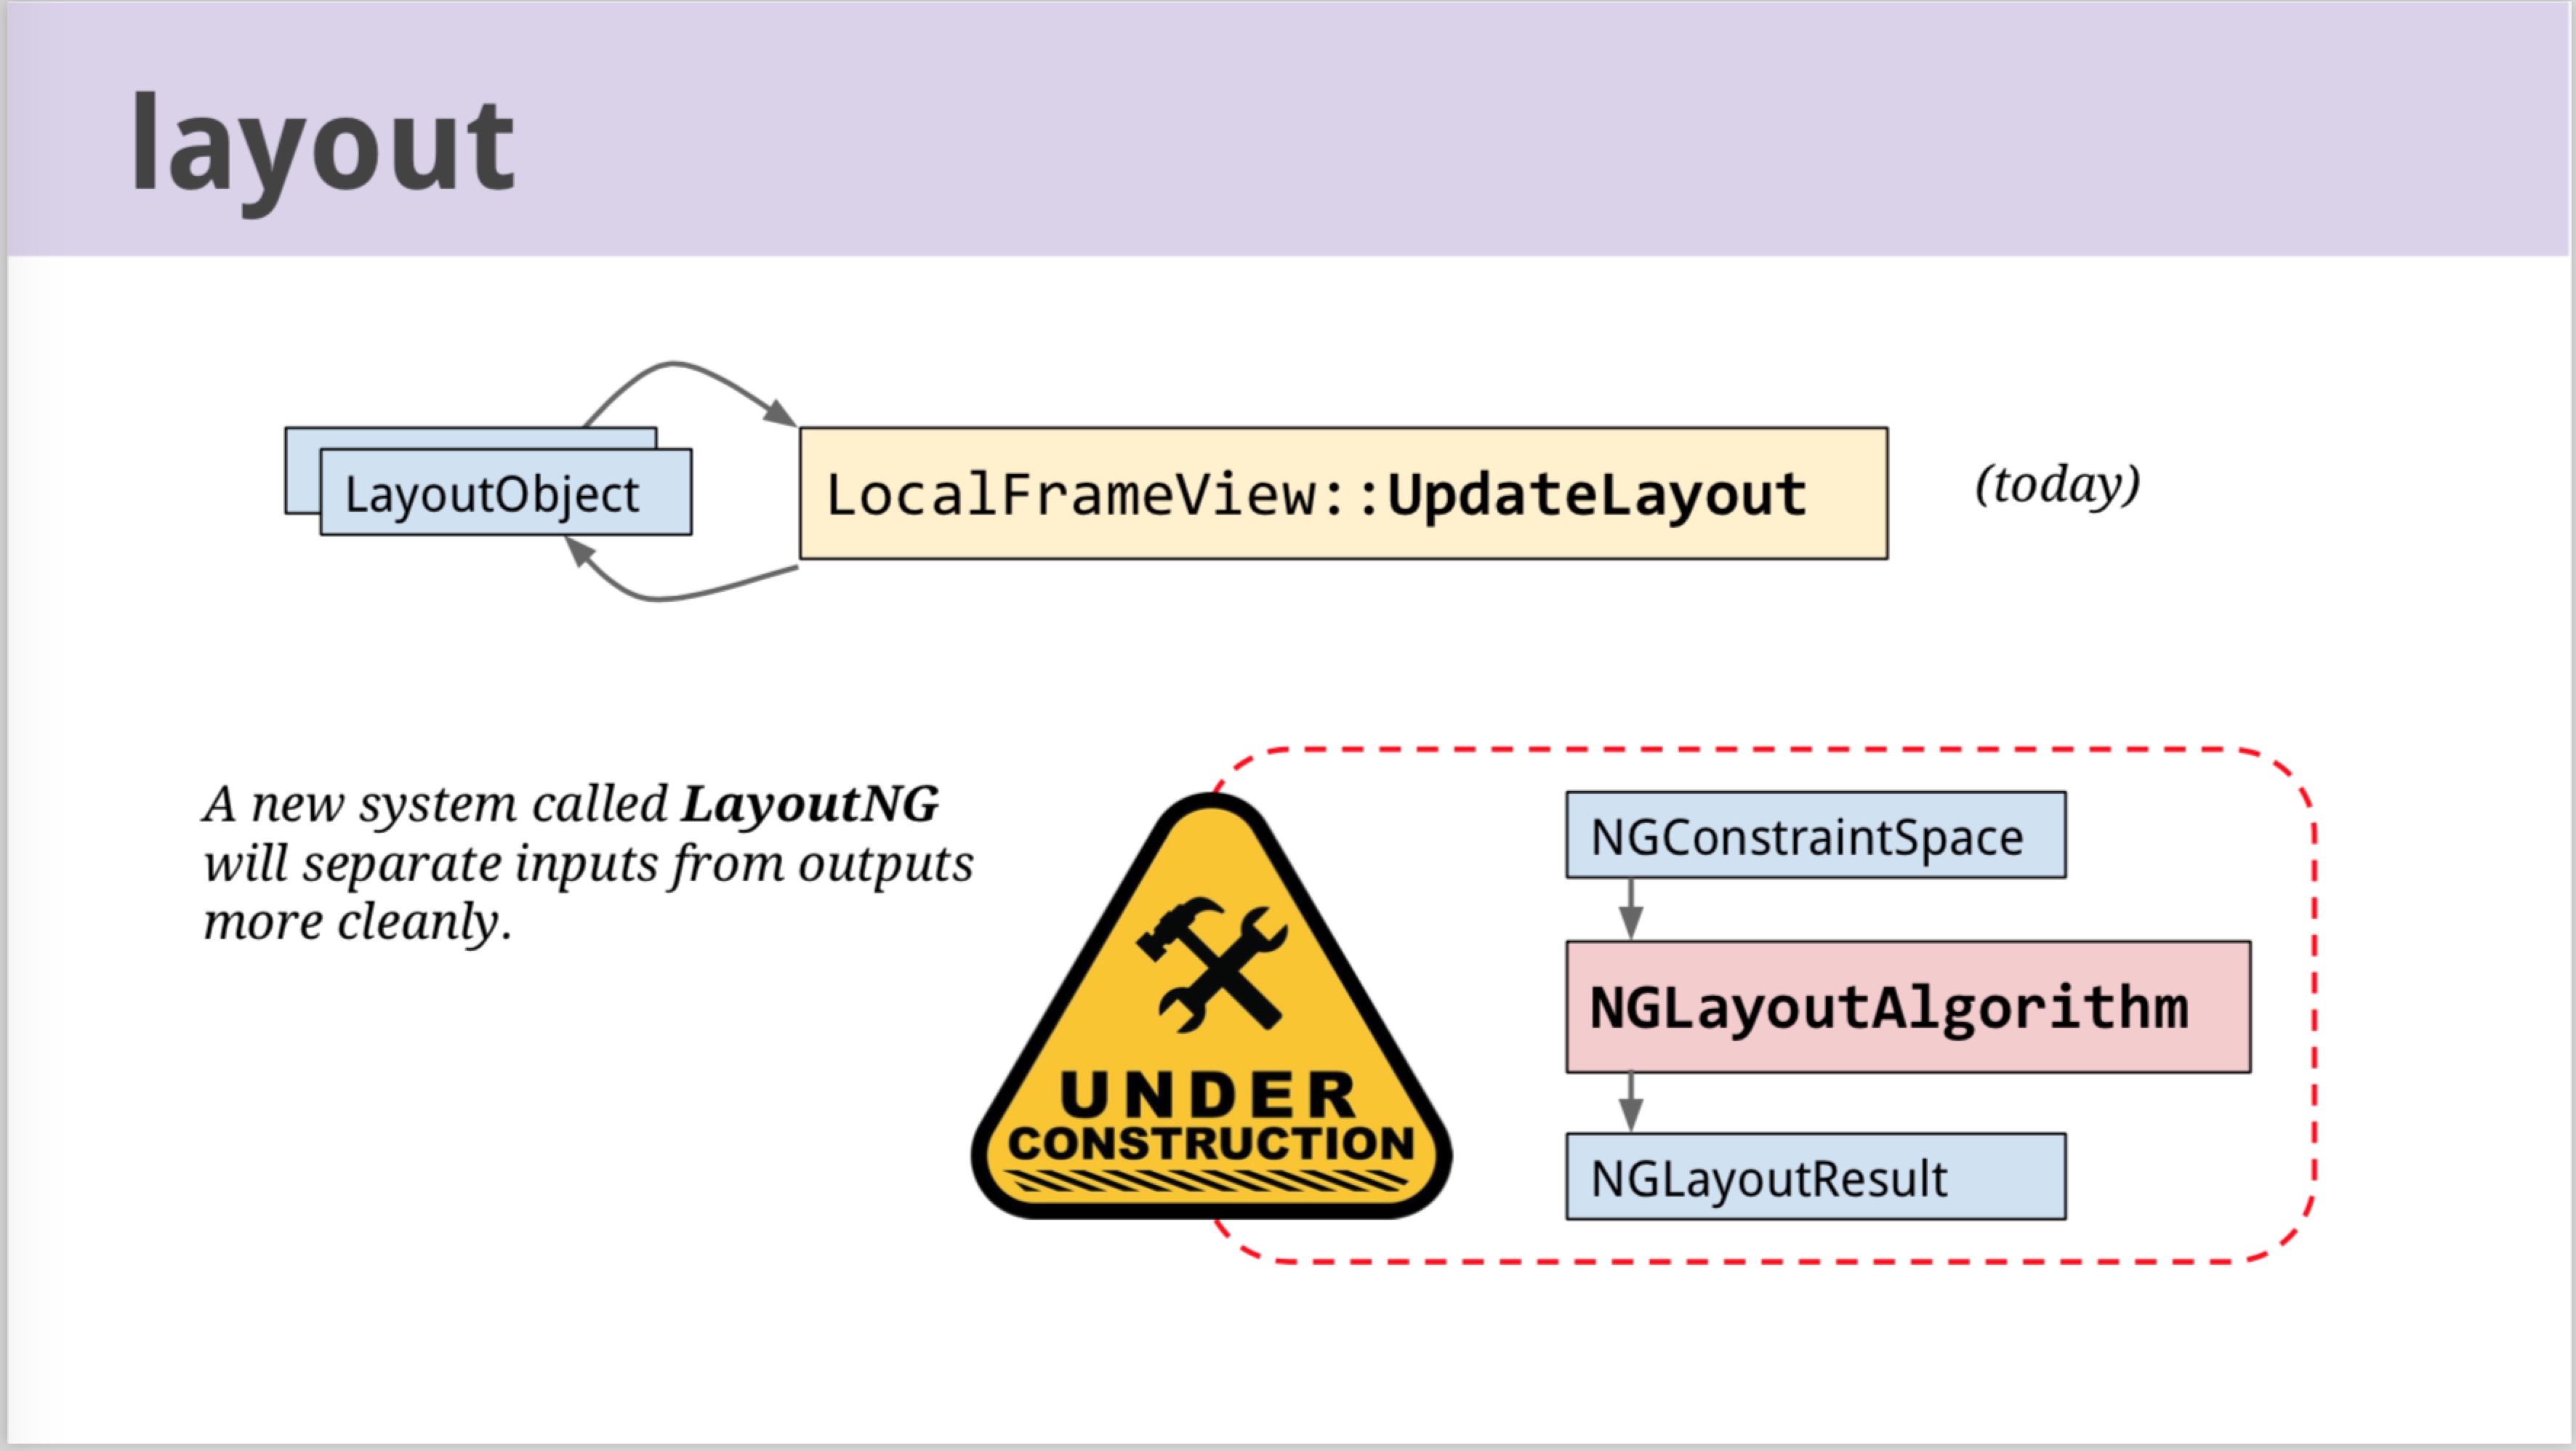 layout
LayoutObject
LocalFrameView::UpdateLayout
(today)
A new system called LayoutNG
will separate inputs from outputs
more cleanly.
UNDER
CONSTRUCTION
NGConstraintSpace
NGLayoutAlgorithm
NGLayoutResult